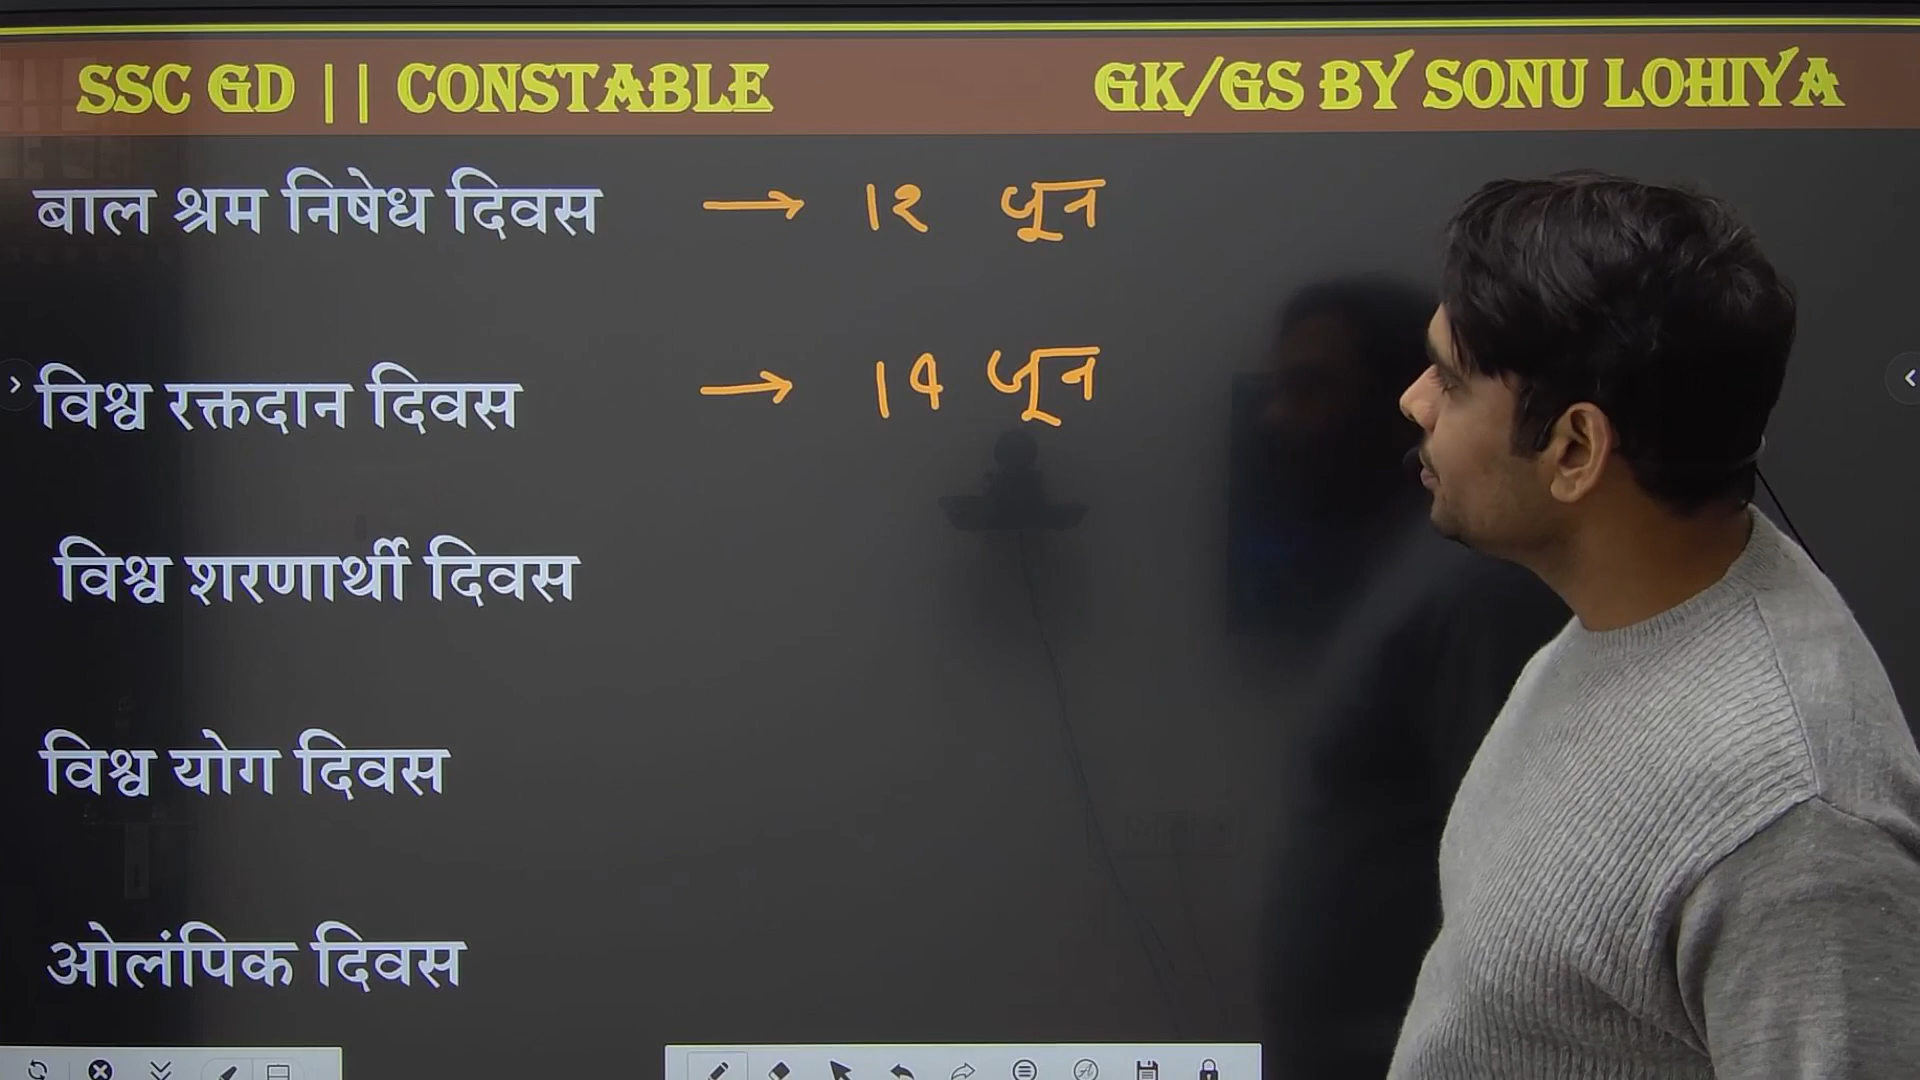 SSC GD || CONSTABLE GK/GS BY SONU LOHIYA
बाल श्रम निषेध दिवस → 12 जून
विश्व रक्तदान दिवस → 14 जून
विश्व शरणार्थी दिवस
विश्व योग दिवस
ओलंपिक दिवस